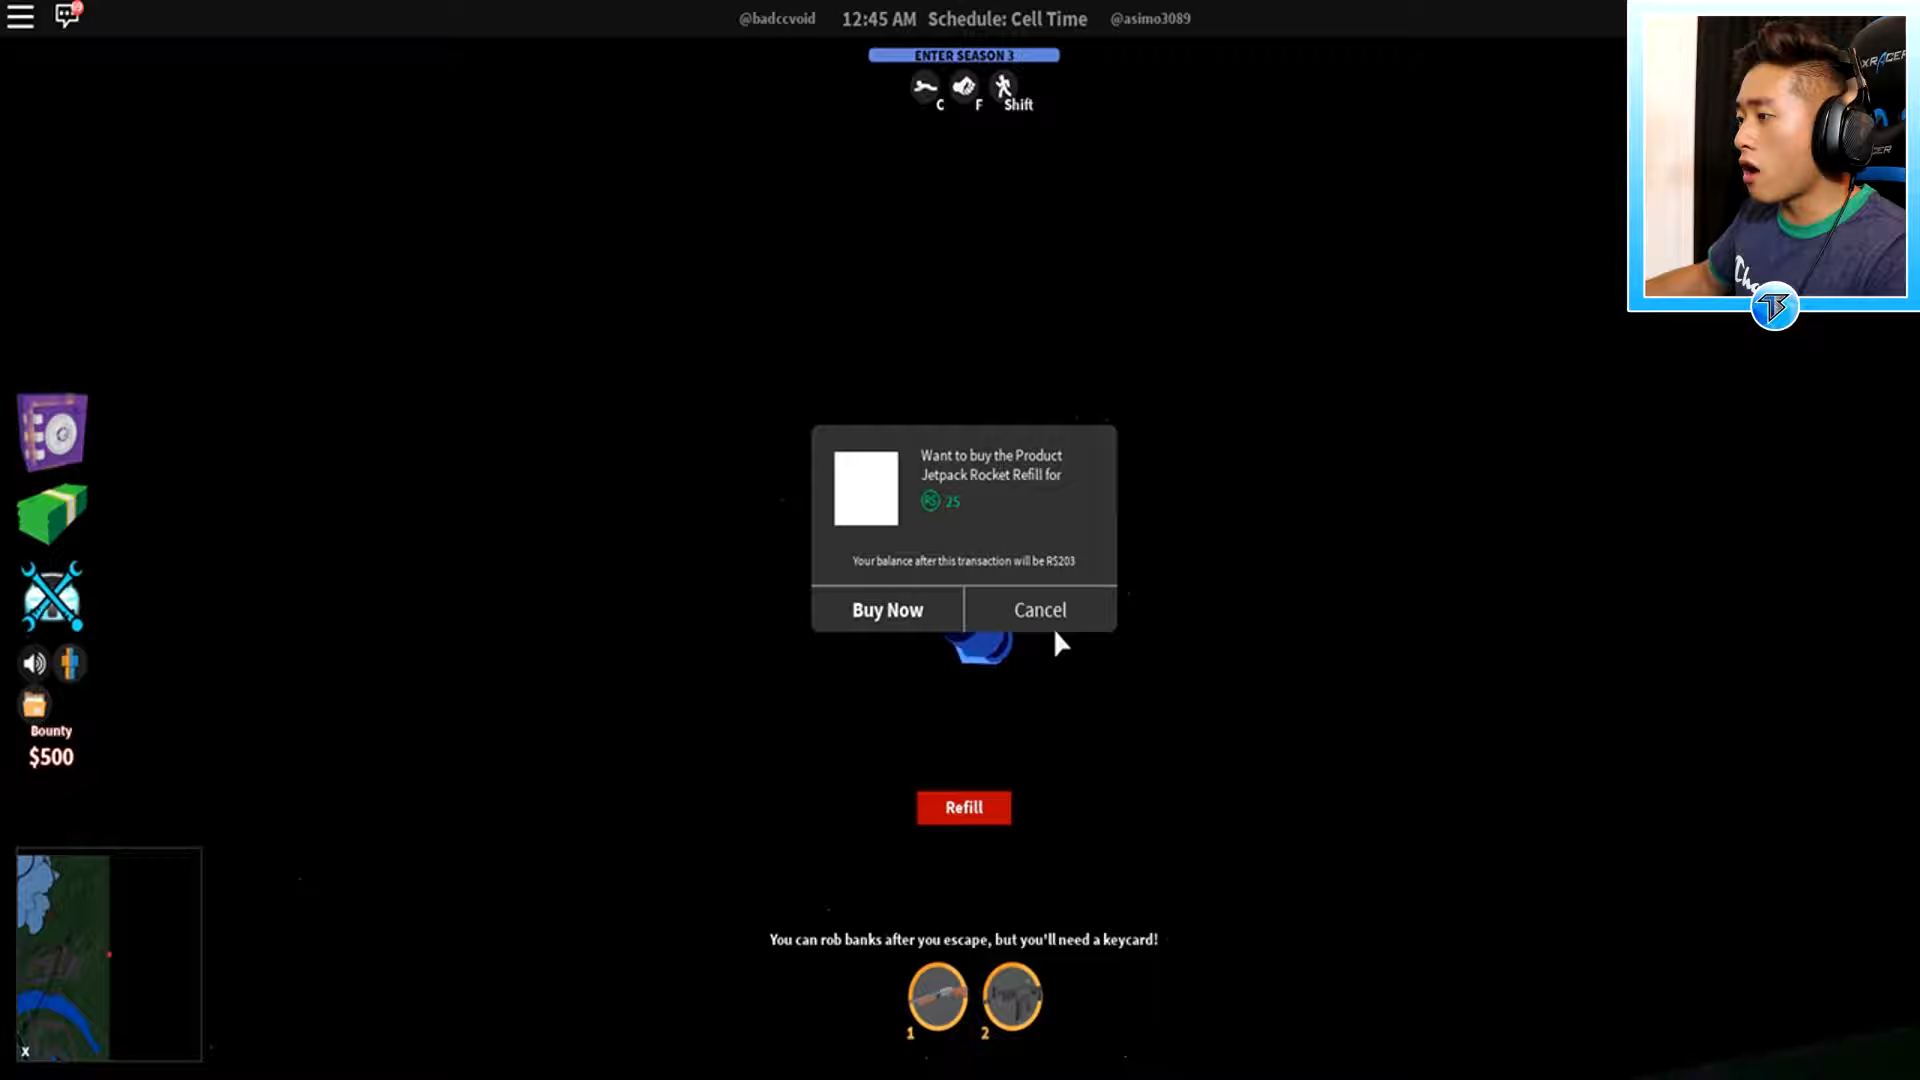 @badccvoid 12:45 AM Schedule: Cell Time @asimo3089
ENTER SEASON 3
C F Shift
XRACER
Want to buy the Product
Jetpack Rocket Refill for
R$ 25
Your balance after this transaction will be R$203
Buy Now Cancel
Bounty
$500
Refill
You can rob banks after you escape, but you'll need a keycard!
1 2
X